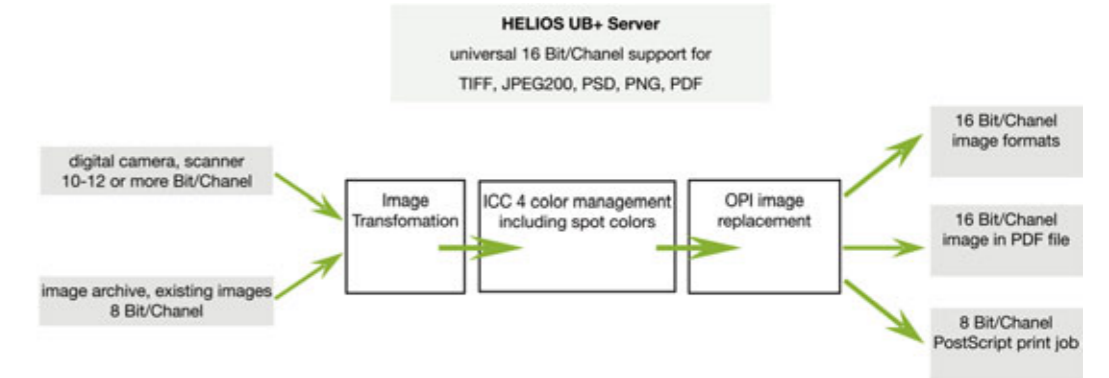 HELIOS UB+ Server
universal 16 Bit/Chanel support for
TIFF, JPEG200, PSD, PNG, PDF
digital camera, scanner
10-12 or more Bit/Chanel
image archive, existing images
8 Bit/Chanel
Image
Transfomation
ICC 4 color management
including spot colors
OPI image
replacement
16 Bit/Chanel
image formats
16 Bit/Chanel
image in PDF file
8 Bit/Chanel
PostScript print job